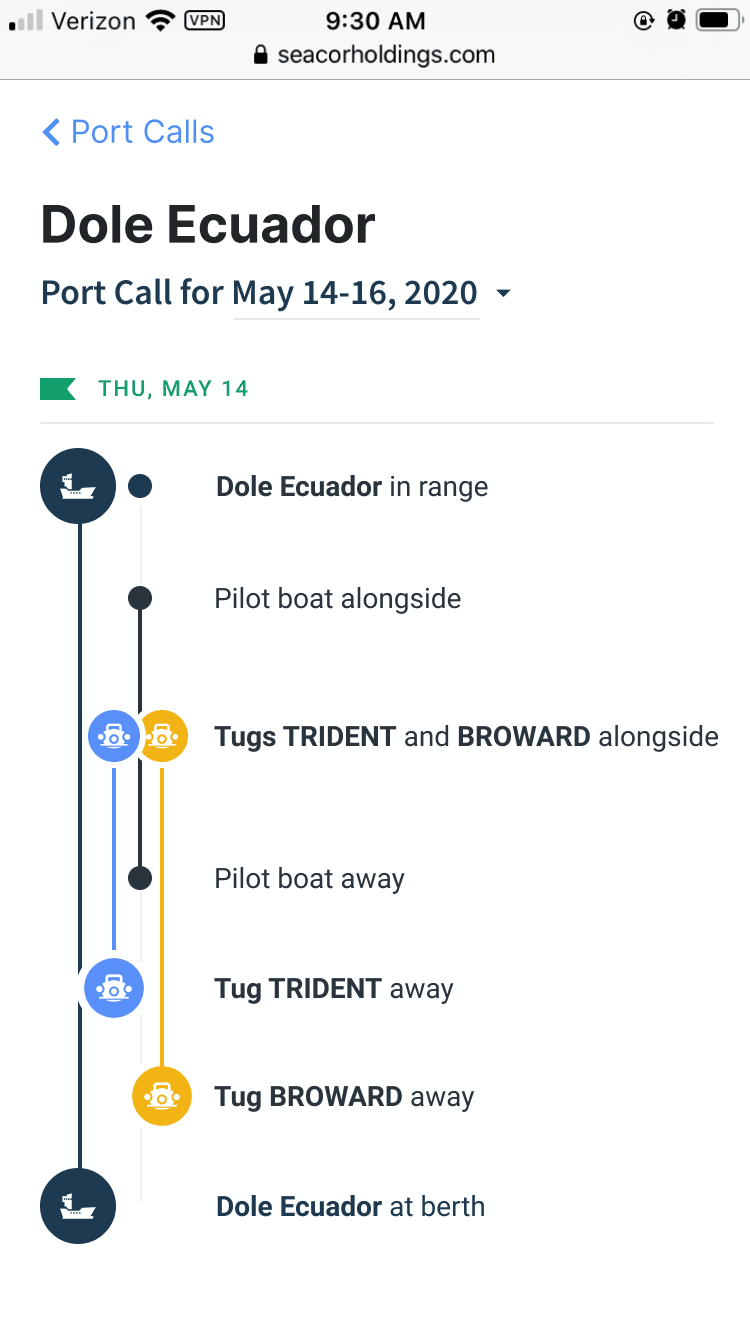 Verizon VPN 9:30 AM
seacorholdings.com
Port Calls
Dole Ecuador
Port Call for May 14-16, 2020
THU, MAY 14
Dole Ecuador in range
Pilot boat alongside
Tugs TRIDENT and BROWARD alongside
Pilot boat away
Tug TRIDENT away
Tug BROWARD away
Dole Ecuador at berth